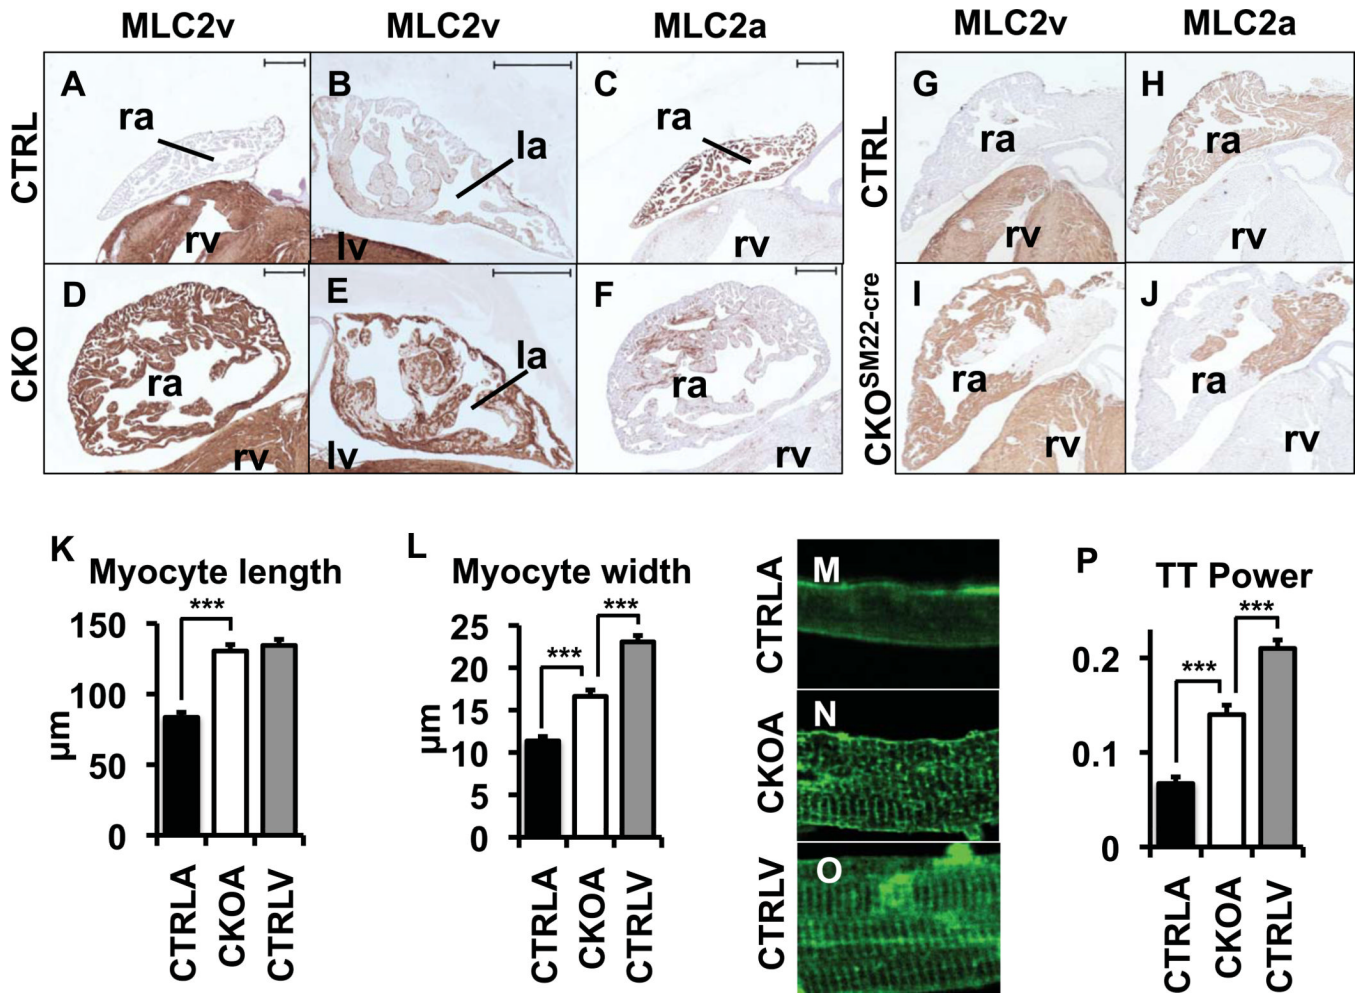 MLC2v MLC2v MLC2a MLC2v MLC2a
CTRL
A ra rv
B la lv
C ra rv
CTRL
G ra rv
H ra rv
CKO
D ra rv
E la lv
F ra rv
CKOSM22-cre
I ra rv
J ra rv
K
Myocyte length
***
150
100
50
0
µm
CTRLA
CKOA
CTRLV
L
Myocyte width
***
***
25
20
15
10
5
0
µm
CTRLA
CKOA
CTRLV
CTRLA
M
CKOA
N
CTRLV
O
P
TT Power
***
***
0.2
0.1
0
CTRLA
CKOA
CTRLV